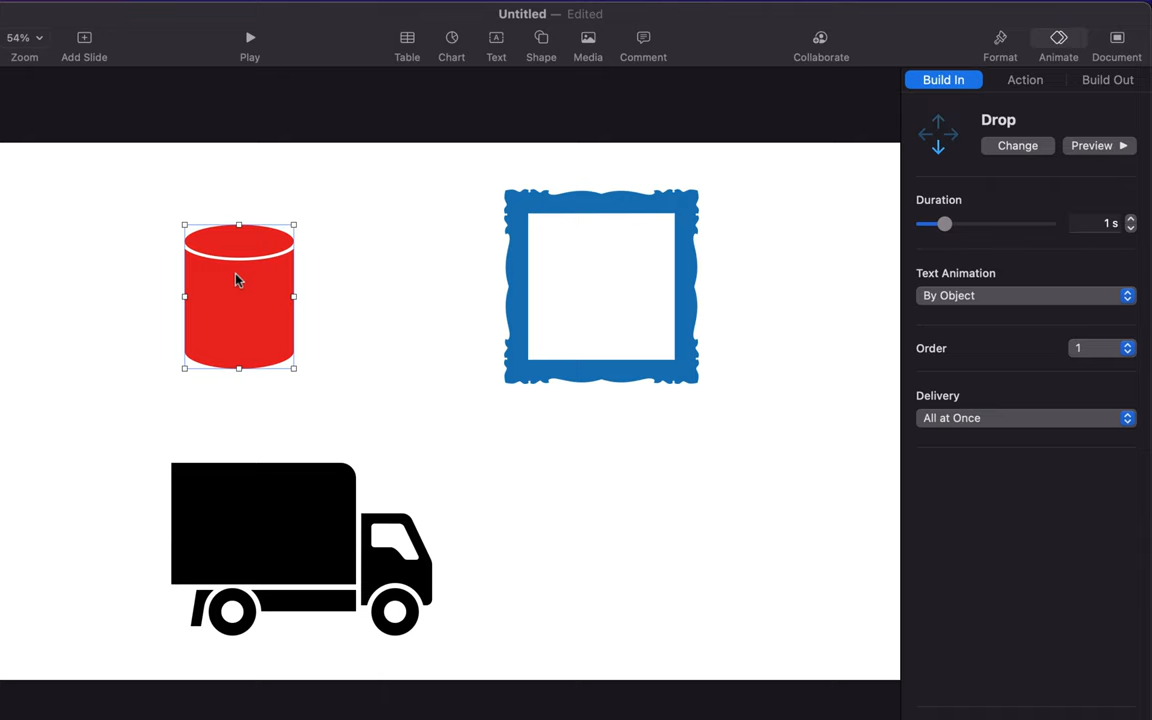 Untitled — Edited
54%
Zoom
Add Slide
Play
Table
Chart
Text
Shape
Media
Comment
Collaborate
Format
Animate
Document
Build In
Action
Build Out
Drop
Change
Preview
Duration
1 s
Text Animation
By Object
Order
1
Delivery
All at Once